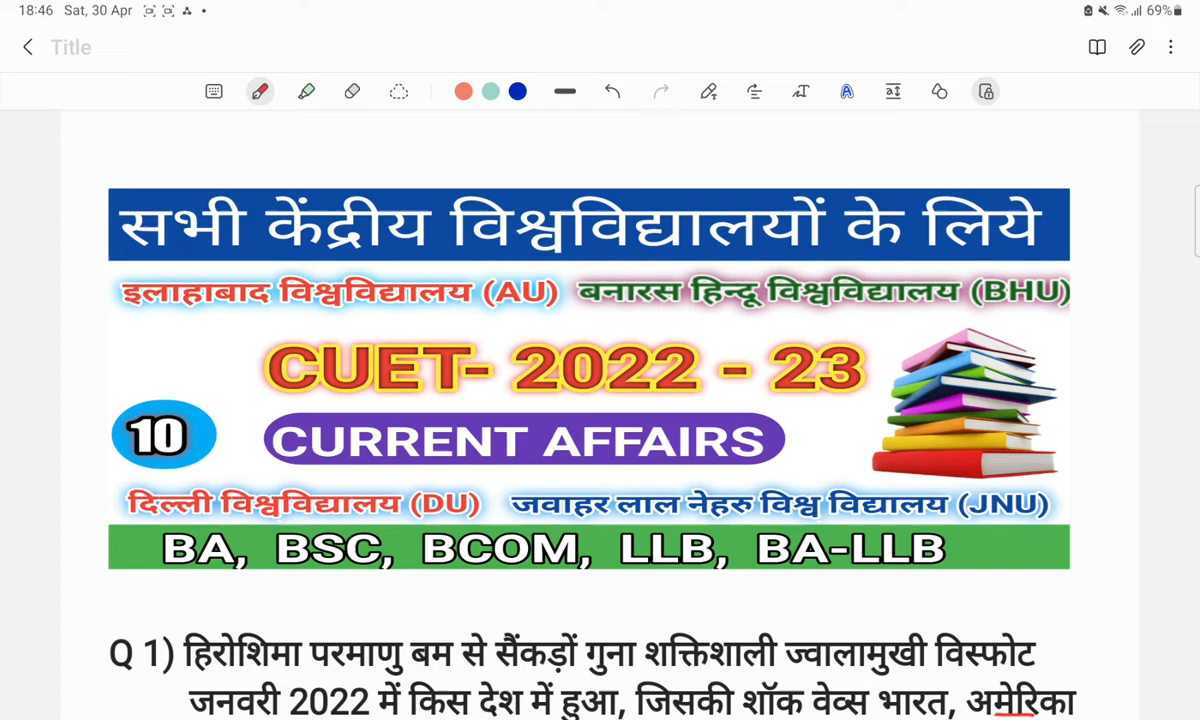 18:46 Sat, 30 Apr 69%
Title
सभी केंद्रीय विश्वविद्यालयों के लिये
इलाहाबाद विश्वविद्यालय (AU) बनारस हिन्दू विश्वविद्यालय (BHU)
CUET- 2022 - 23
10 CURRENT AFFAIRS
दिल्ली विश्वविद्यालय (DU) जवाहर लाल नेहरु विश्व विद्यालय (JNU)
BA, BSC, BCOM, LLB, BA-LLB
Q 1) हिरोशिमा परमाणु बम से सैंकड़ों गुना शक्तिशाली ज्वालामुखी विस्फोट
जनवरी 2022 में किस देश में हुआ, जिसकी शॉक वेव्स भारत, अमेरिका